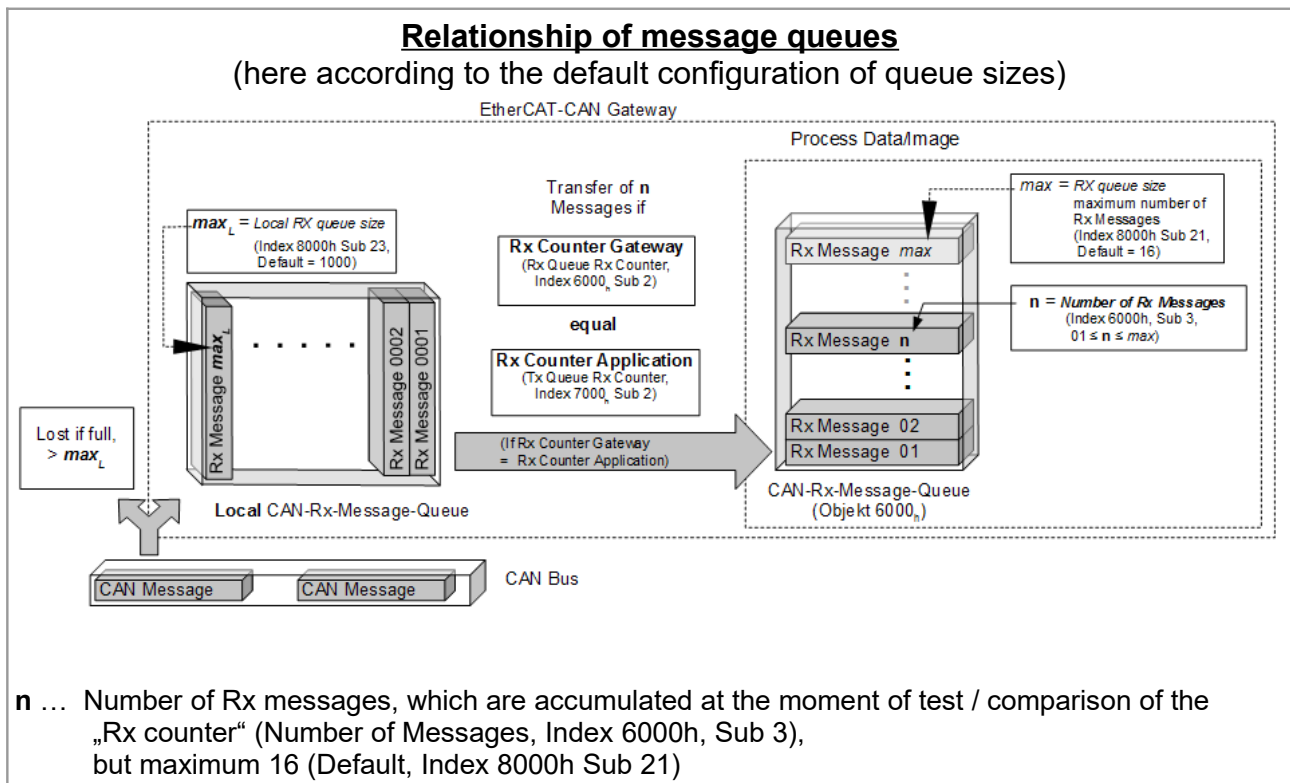 Relationship of message queues
(here according to the default configuration of queue sizes)
EtherCAT-CAN Gateway
Process Data/Image
Transfer of n
Messages if
max = RX queue size
maximum number of
Rx Messages
(Index 8000h Sub 21,
Default = 16)
maxL = Local RX queue size
(Index 8000h Sub 23,
Default = 1000)
Rx Counter Gateway
(Rx Queue Rx Counter,
Index 6000h Sub 2)
Rx Message max
n = Number of Rx Messages
(Index 6000h, Sub 3,
01 ≤ n ≤ max)
equal
Rx Message n
Rx Counter Application
(Tx Queue Rx Counter,
Index 7000h Sub 2)
Rx Message maxL
Rx Message 0002
Rx Message 0001
Lost if full,
> maxL
(If Rx Counter Gateway
= Rx Counter Application)
Rx Message 02
Rx Message 01
Local CAN-Rx-Message-Queue
CAN-Rx-Message-Queue
(Objekt 6000h)
CAN Message
CAN Message
CAN Bus
n … Number of Rx messages, which are accumulated at the moment of test / comparison of the
„Rx counter“ (Number of Messages, Index 6000h, Sub 3),
but maximum 16 (Default, Index 8000h Sub 21)